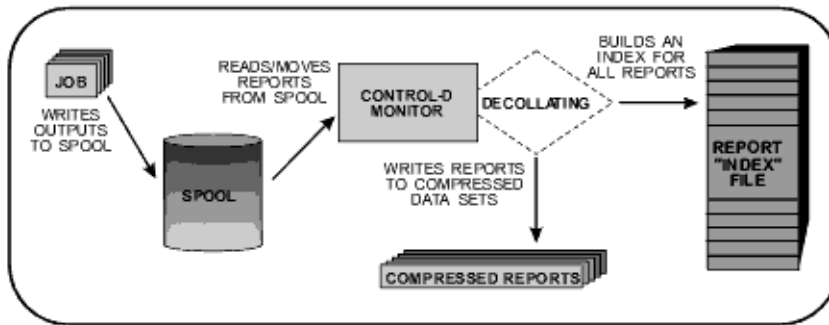 JOB
WRITES
OUTPUTS
TO SPOOL
SPOOL
READS/MOVES
REPORTS
FROM SPOOL
CONTROL-D
MONITOR
DECOLLATING
BUILDS AN
INDEX FOR
ALL REPORTS
WRITES REPORTS
TO COMPRESSED
DATA SETS
COMPRESSED REPORTS
REPORT
"INDEX"
FILE